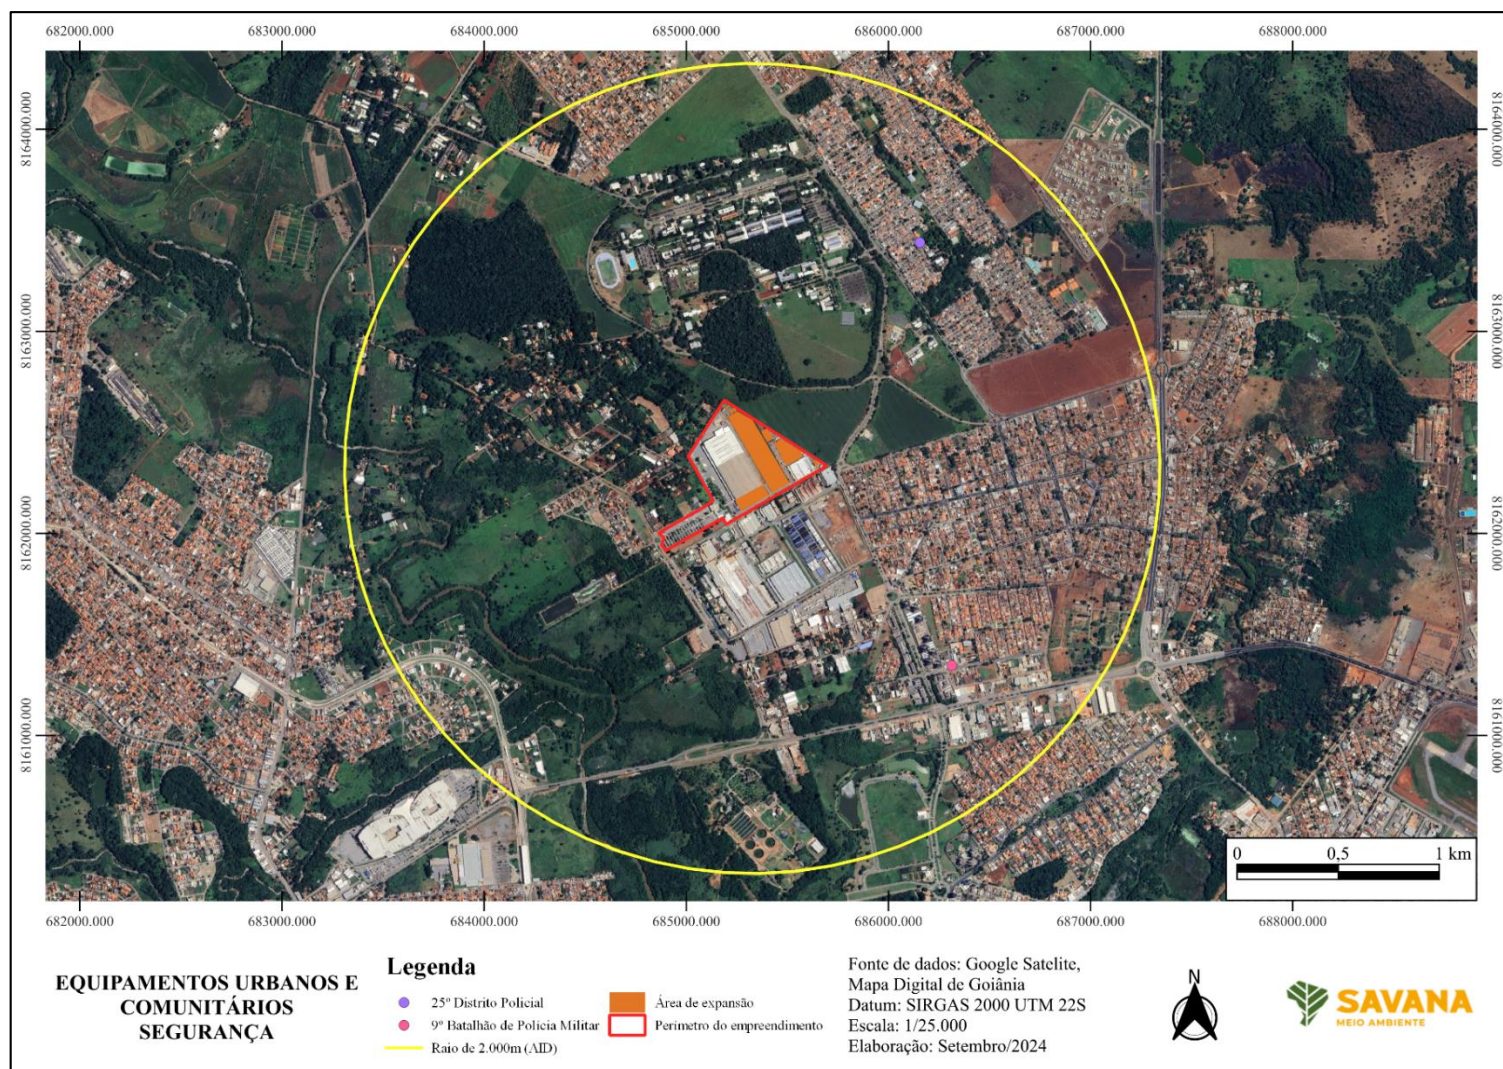 682000.000 683000.000 684000.000 685000.000 686000.000 687000.000 688000.000
8164000.000 8164000.000
8163000.000 8163000.000
8162000.000 8162000.000
8161000.000 8161000.000
0 0,5 1 km
682000.000 683000.000 684000.000 685000.000 686000.000 687000.000 688000.000
EQUIPAMENTOS URBANOS E
COMUNITÁRIOS
SEGURANÇA
Legenda
25º Distrito Policial
9º Batalhão de Polícia Militar
Raio de 2.000m (AID)
Área de expansão
Perímetro do empreendimento
Fonte de dados: Google Satelite,
Mapa Digital de Goiânia
Datum: SIRGAS 2000 UTM 22S
Escala: 1/25.000
Elaboração: Setembro/2024
N
SAVANA
MEIO AMBIENTE